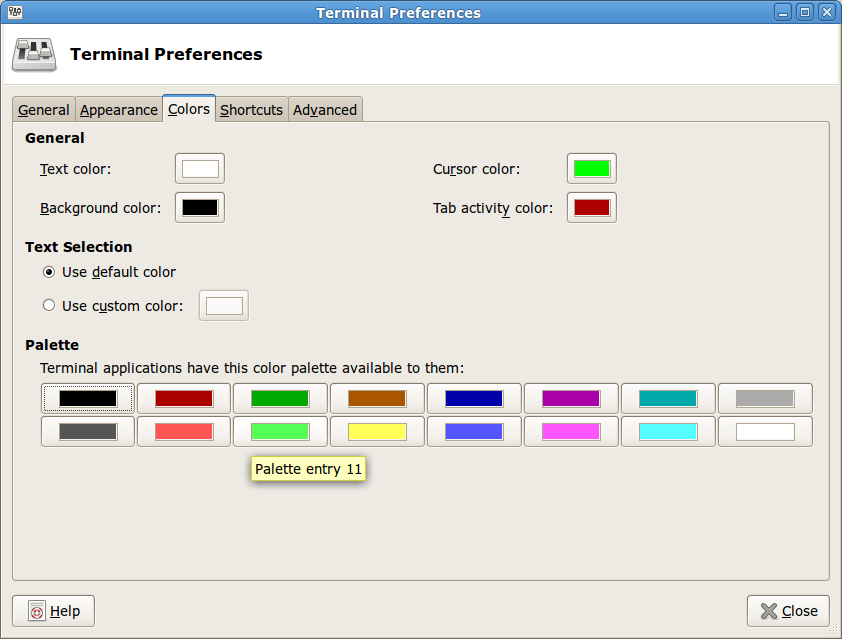 Terminal Preferences
Terminal Preferences
General Appearance Colors Shortcuts Advanced
General
Text color: Cursor color:
Background color: Tab activity color:
Text Selection
Use default color
Use custom color:
Palette
Terminal applications have this color palette available to them:
Palette entry 11
Help Close